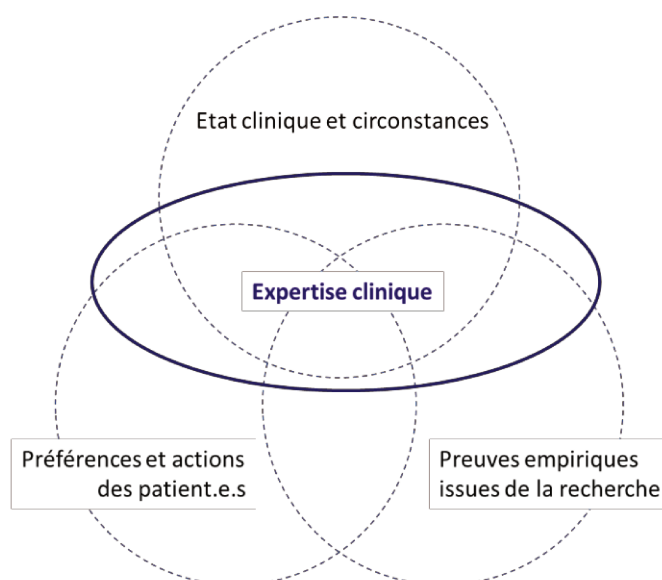 Etat clinique et circonstances
Expertise clinique
Préférences et actions
des patient.e.s
Preuves empiriques
issues de la recherche